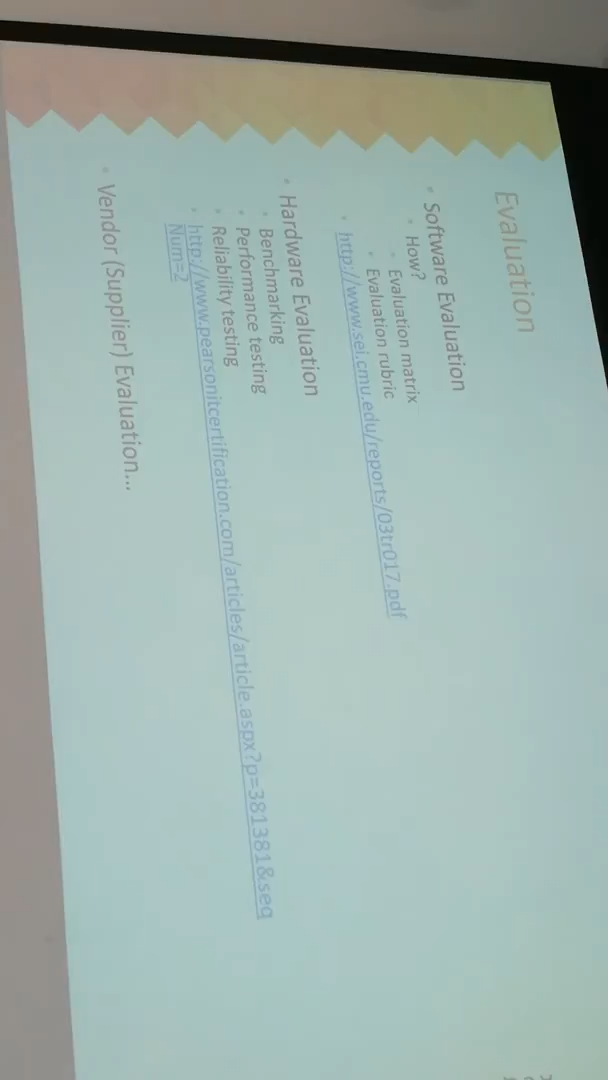 Evaluation
Software Evaluation
How?
Evaluation matrix
Evaluation rubric
http://www.sei.cmu.edu/reports/03tr017.pdf
Hardware Evaluation
Benchmarking
Performance testing
Reliability testing
http://www.pearsonitcertification.com/articles/article.aspx?p=381381&seq
Num=2
Vendor (Supplier) Evaluation...